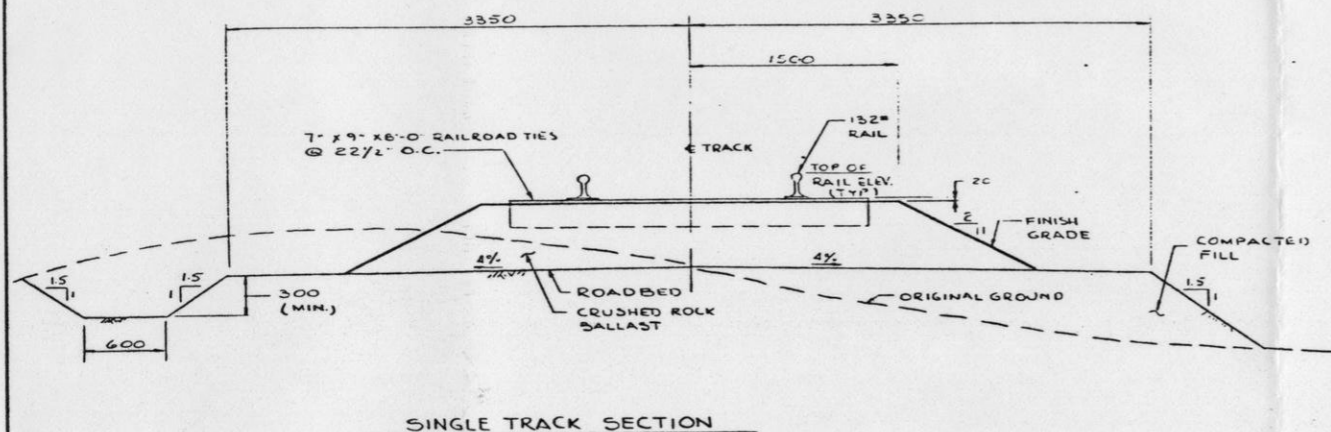 3350
3350
1500
7" x 9" x 8'-0" RAILROAD TIES
@ 22½" O.C.
132#
RAIL
℄ TRACK
TOP OF
RAIL ELEV.
(TYP)
20
2
1
FINISH
GRADE
COMPACTED
FILL
1.5
1
1.5
1
4%
4%
1.5
1
300
(MIN.)
ROADBED
ORIGINAL GROUND
CRUSHED ROCK
BALLAST
600
SINGLE TRACK SECTION